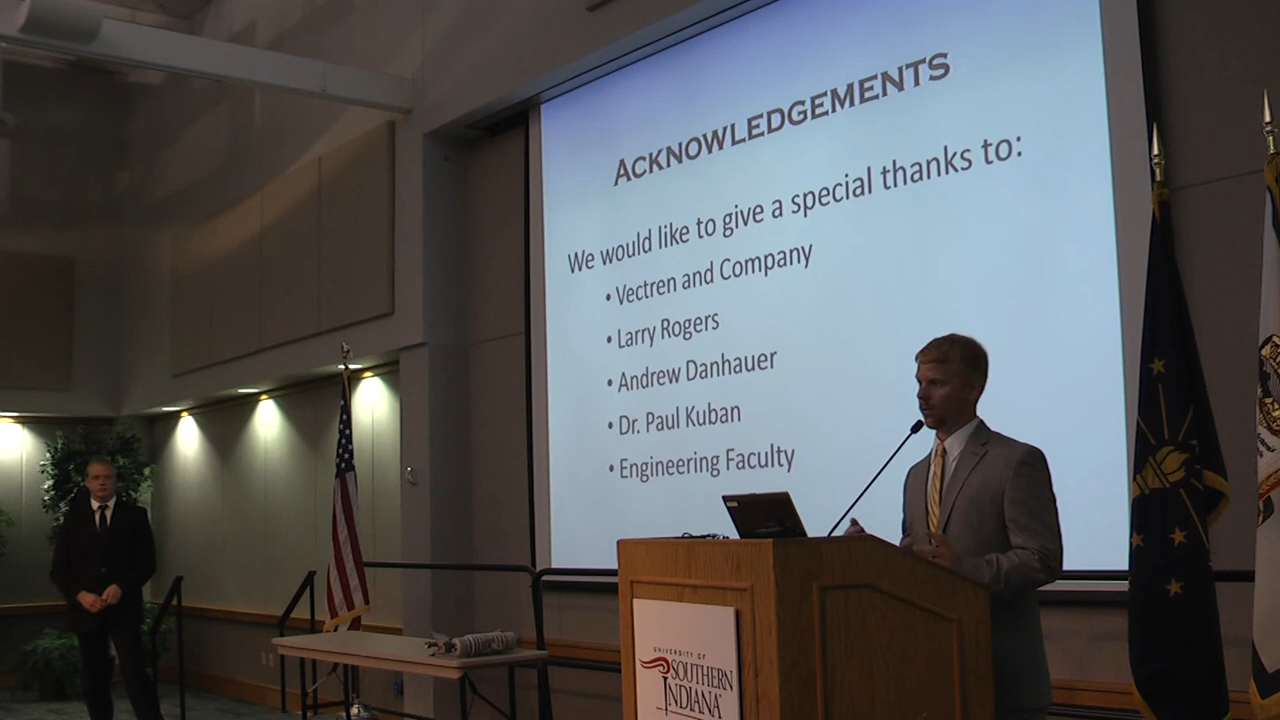 ACKNOWLEDGEMENTS
We would like to give a special thanks to:
• Vectren and Company
• Larry Rogers
• Andrew Danhauer
• Dr. Paul Kuban
• Engineering Faculty
UNIVERSITY OF
SOUTHERN
INDIANA